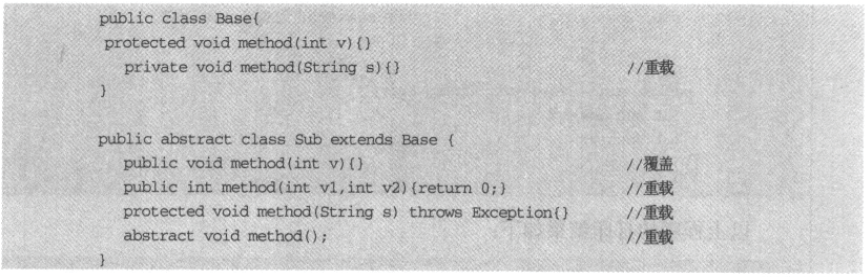 public class Base{
protected void method(int v){}
private void method(String s){} //重载
}
public abstract class Sub extends Base {
public void method(int v){} //覆盖
public int method(int v1,int v2){return 0;} //重载
protected void method(String s) throws Exception{} //重载
abstract void method(); //重载
}